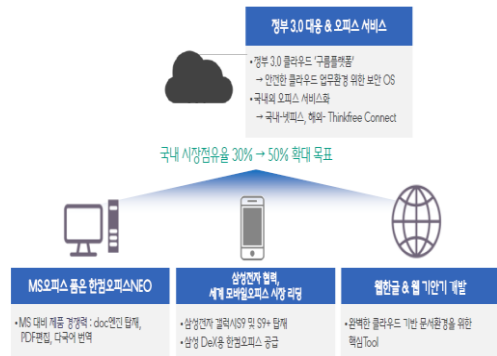 정부 3.0 대응 & 오피스 서비스
•정부 3.0 클라우드 '구름플랫폼'
→ 안전한 클라우드 업무환경 위한 보안 OS
•국내외 오피스 서비스화
→ 국내-넷피스, 해외- Thinkfree Connect
국내 시장점유율 30% → 50% 확대 목표
MS오피스 품은 한컴오피스NEO
•MS 대비 제품 경쟁력 : doc엔진 탑재,
PDF편집, 다국어 번역
삼성전자 협력,
세계 모바일오피스 시장 리딩
•삼성전자 갤럭시S9 및 S9+ 탑재
•삼성 DeX용 한컴오피스 공급
웹한글 & 웹 기안기 개발
•완벽한 클라우드 기반 문서환경을 위한
핵심Tool